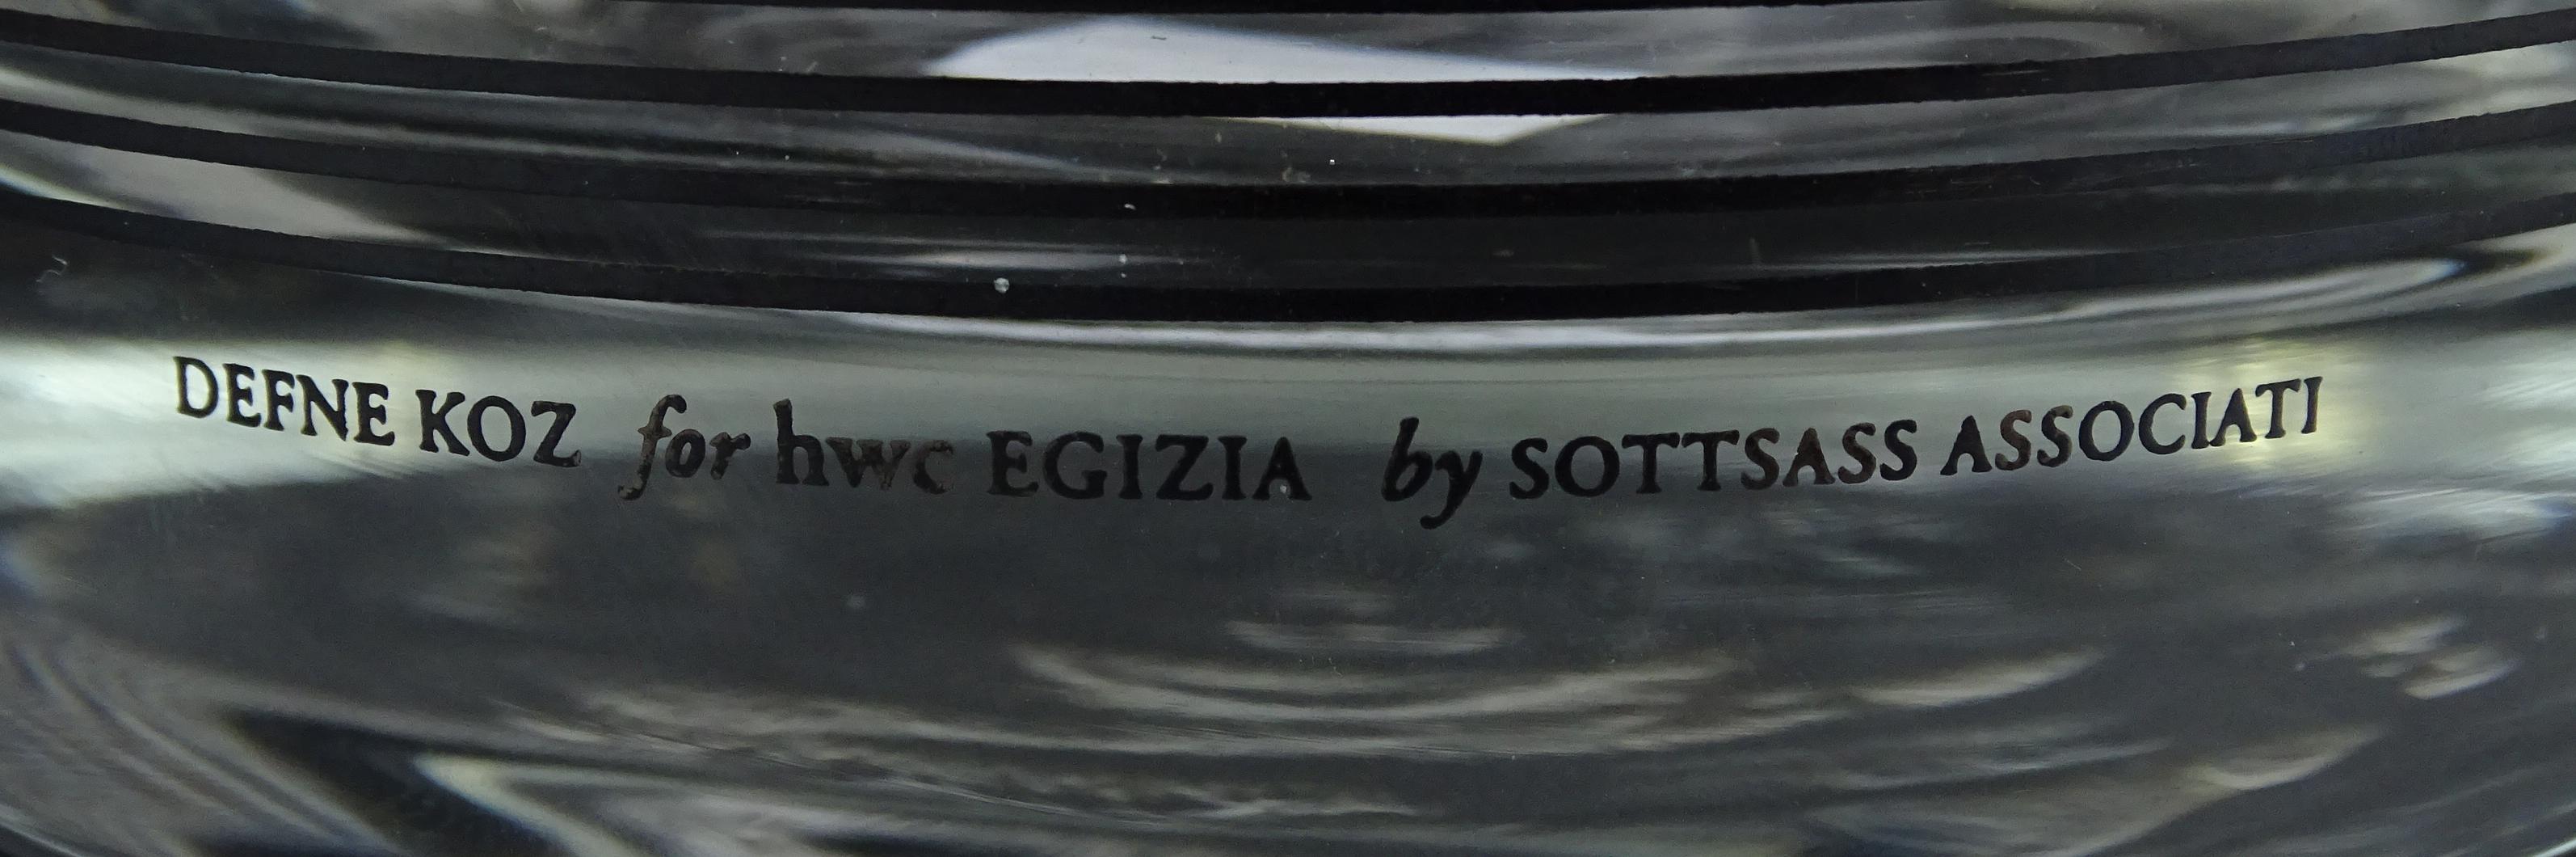 DEFNE KOZ for hwc EGIZIA by SOTTSASS ASSOCIATI